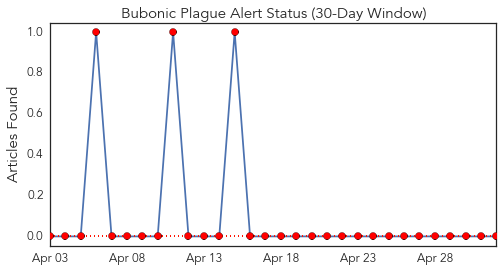 Bubonic Plague Alert Status (30-Day Window)
Articles Found
1.0
0.8
0.6
0.4
0.2
0.0
Apr 03 Apr 08 Apr 13 Apr 18 Apr 23 Apr 28